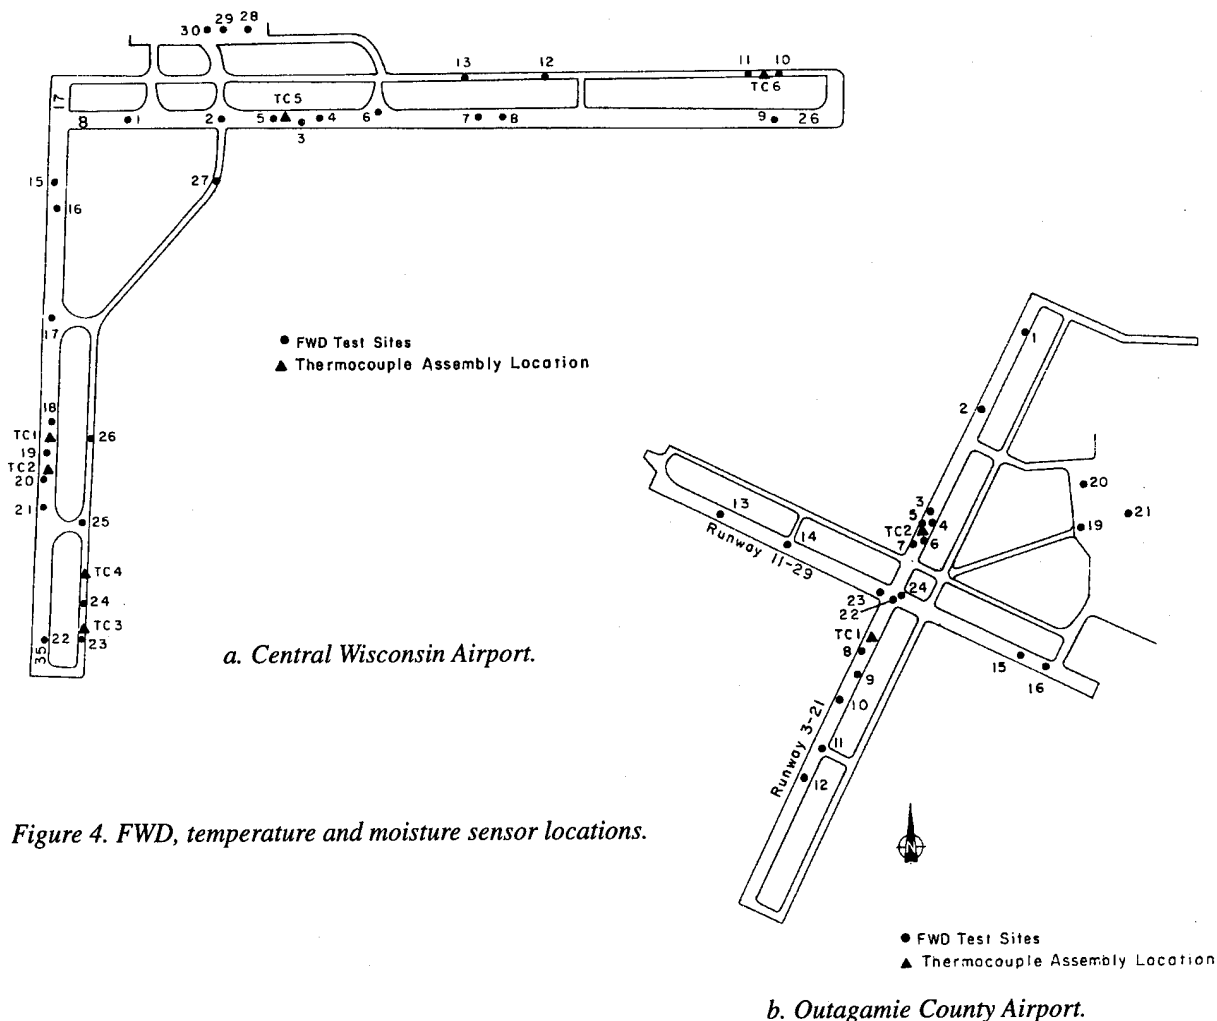 30 29 28
13 12 11 10
TC6
17
TC5
8 1 2 5 4 6 7 8 9 26
3
15 27
16
17
FWD Test Sites
Thermocouple Assembly Location
18
TC1 26
19
TC2
20
21 25
TC4
24
TC3
35 22 23
a. Central Wisconsin Airport.
1
2
20
3 21
13 5 4 19
TC2
14 7 6
Runway 11-29
24
23
22
TC1
8 15
9 16
10
Runway 3-21
11
12
N
Figure 4. FWD, temperature and moisture sensor locations.
FWD Test Sites
Thermocouple Assembly Location
b. Outagamie County Airport.